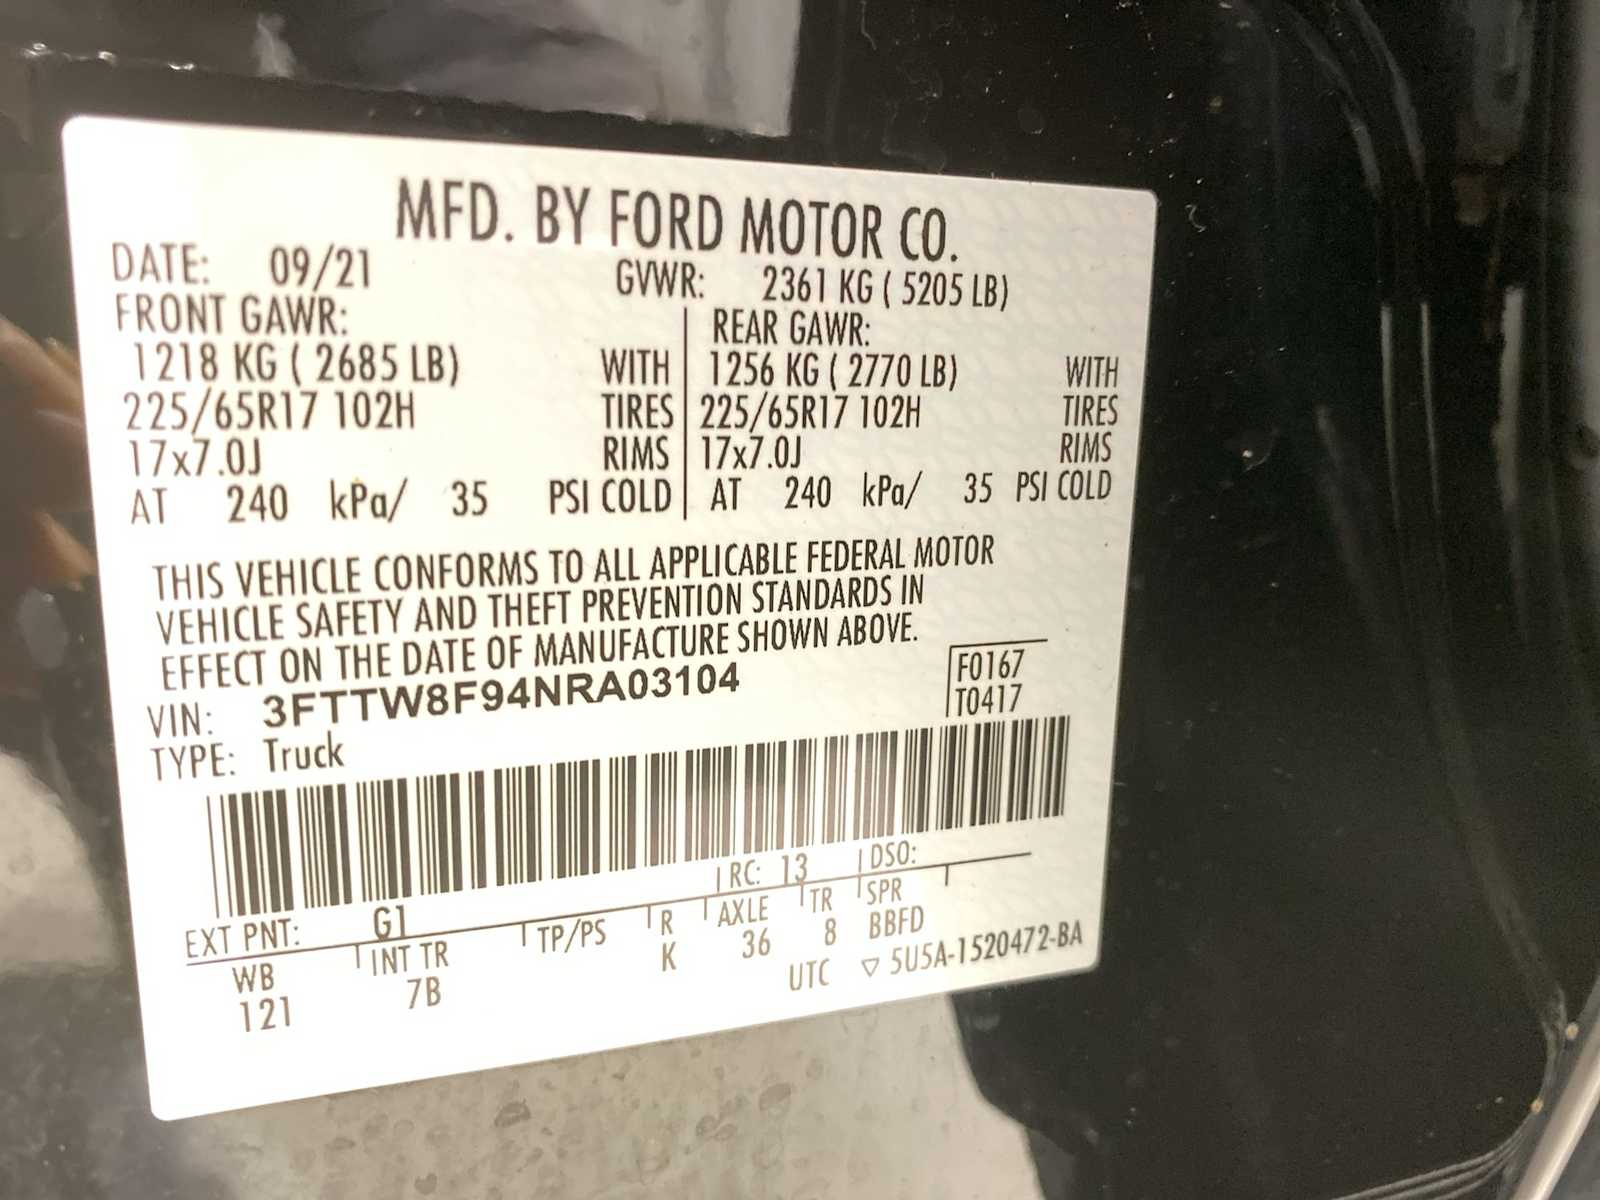 MFD. BY FORD MOTOR CO.
DATE: 09/21 GVWR: 2361 KG ( 5205 LB)
FRONT GAWR: REAR GAWR:
1218 KG ( 2685 LB) WITH 1256 KG ( 2770 LB) WITH
225/65R17 102H TIRES 225/65R17 102H TIRES
17x7.0J RIMS 17x7.0J RIMS
AT 240 kPa/ 35 PSI COLD AT 240 kPa/ 35 PSI COLD
THIS VEHICLE CONFORMS TO ALL APPLICABLE FEDERAL MOTOR
VEHICLE SAFETY AND THEFT PREVENTION STANDARDS IN
EFFECT ON THE DATE OF MANUFACTURE SHOWN ABOVE.
VIN: 3FTTW8F94NRA03104 F0167
TYPE: Truck T0417
RC: 13 DSO:
EXT PNT: G1
WB INT TR TP/PS R AXLE TR SPR
121 7B K 36 8 BBFD
UTC ▽ 5U5A-1520472-BA